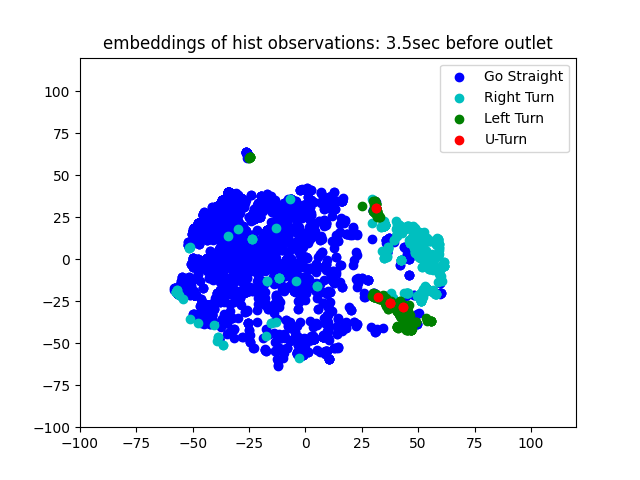 embeddings of hist observations: 3.5sec before outlet
Go Straight
Right Turn
Left Turn
U-Turn
100
75
50
25
0
−25
−50
−75
−100
−100 −75 −50 −25 0 25 50 75 100